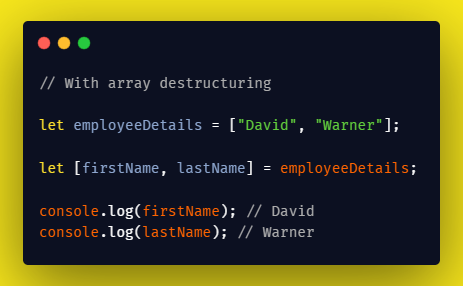 // With array destructuring
let employeeDetails = ["David", "Warner"];
let [firstName, lastName] = employeeDetails;
console.log(firstName); // David
console.log(lastName); // Warner